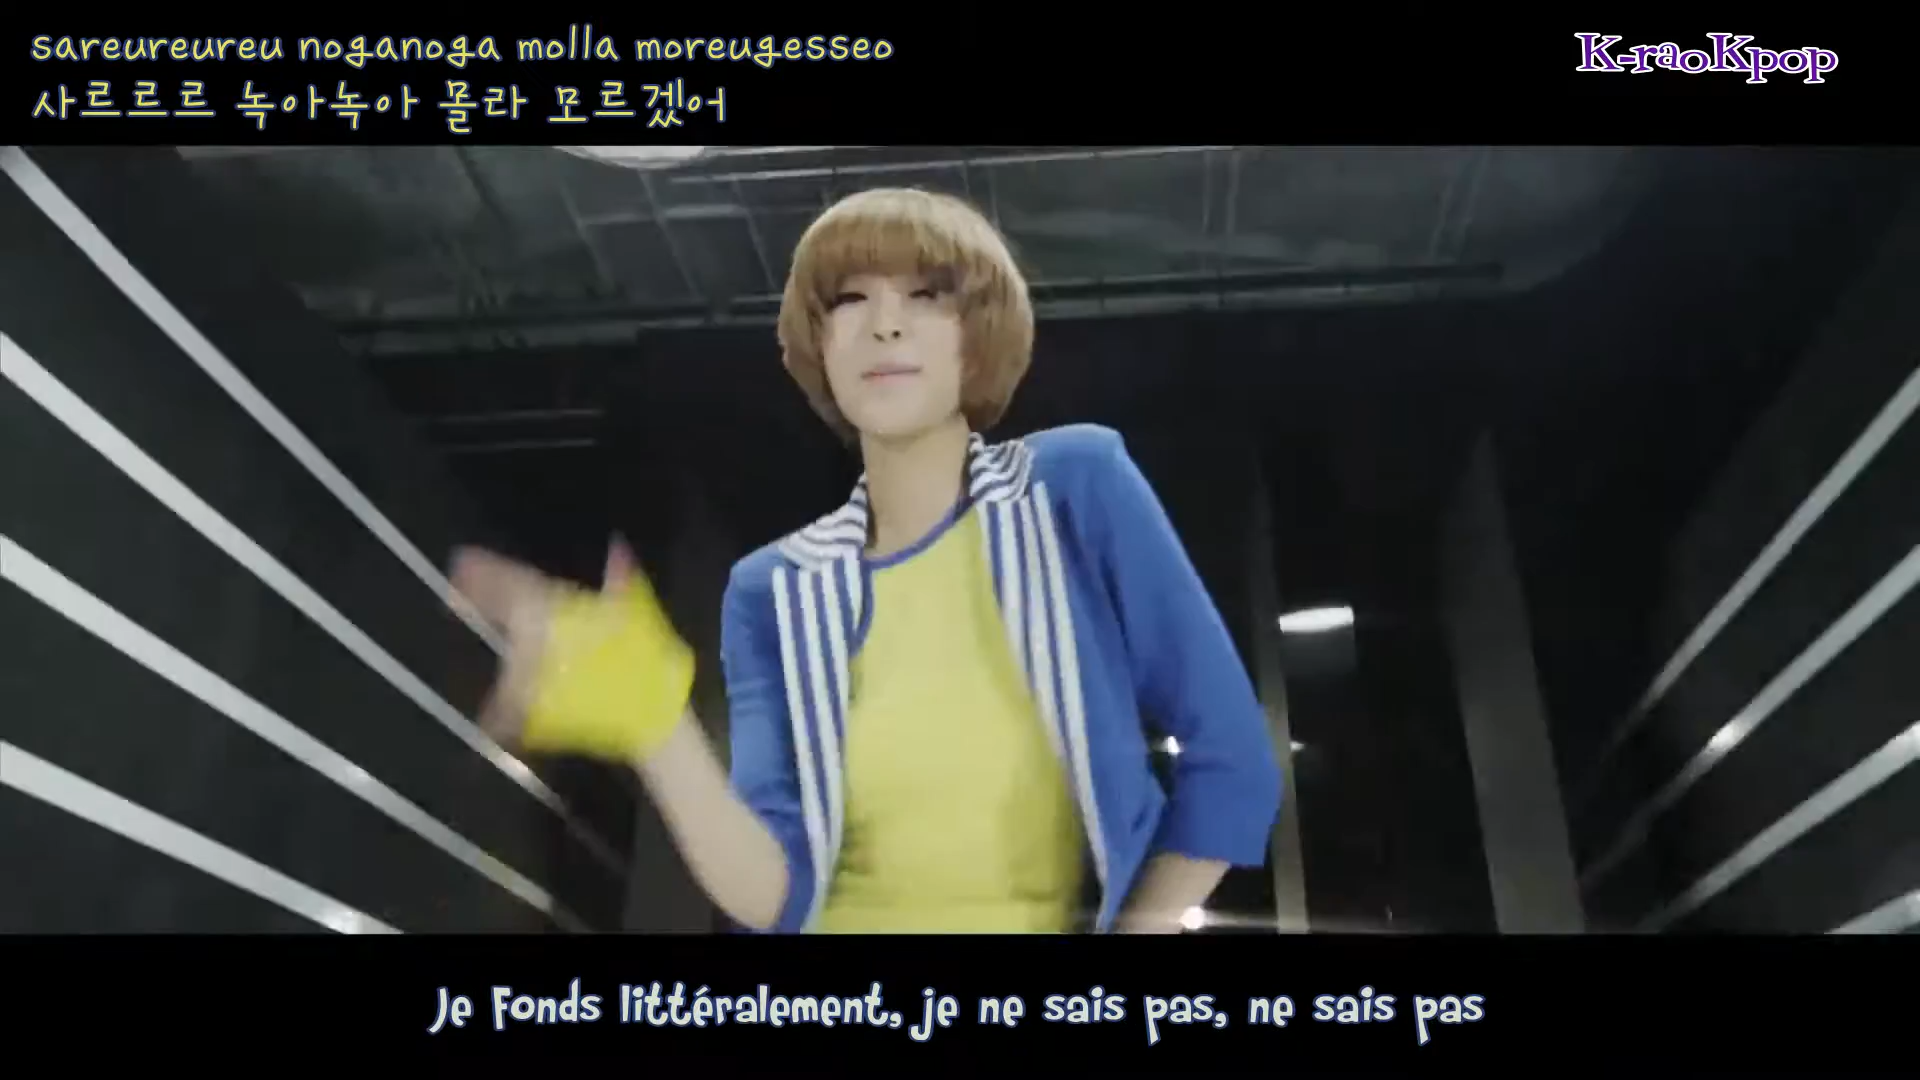 sareureureu noganoga molla moreugesseo
사르르르 녹아녹아 몰라 모르겠어
K-raoKpop
Je fonds littéralement, je ne sais pas, ne sais pas